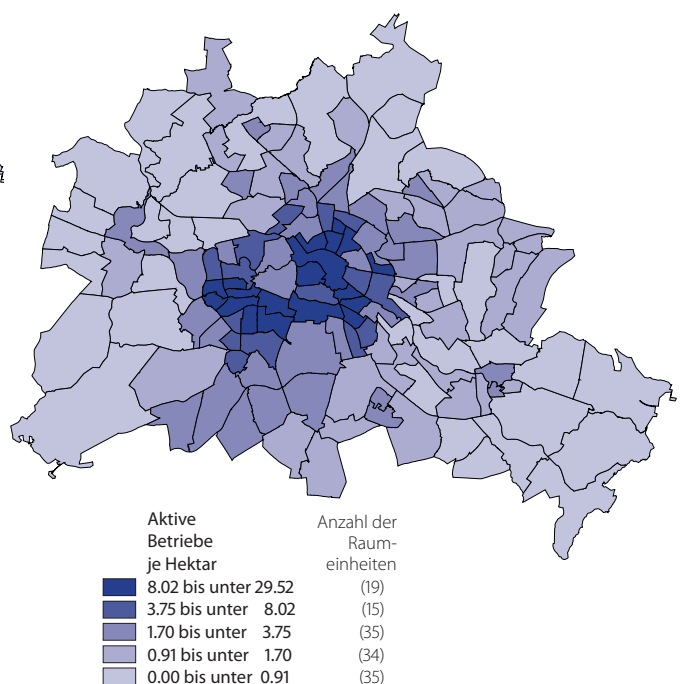 Aktive
Betriebe
je Hektar
Anzahl der
Raum-
einheiten
8.02 bis unter 29.52 (19)
3.75 bis unter 8.02 (15)
1.70 bis unter 3.75 (35)
0.91 bis unter 1.70 (34)
0.00 bis unter 0.91 (35)